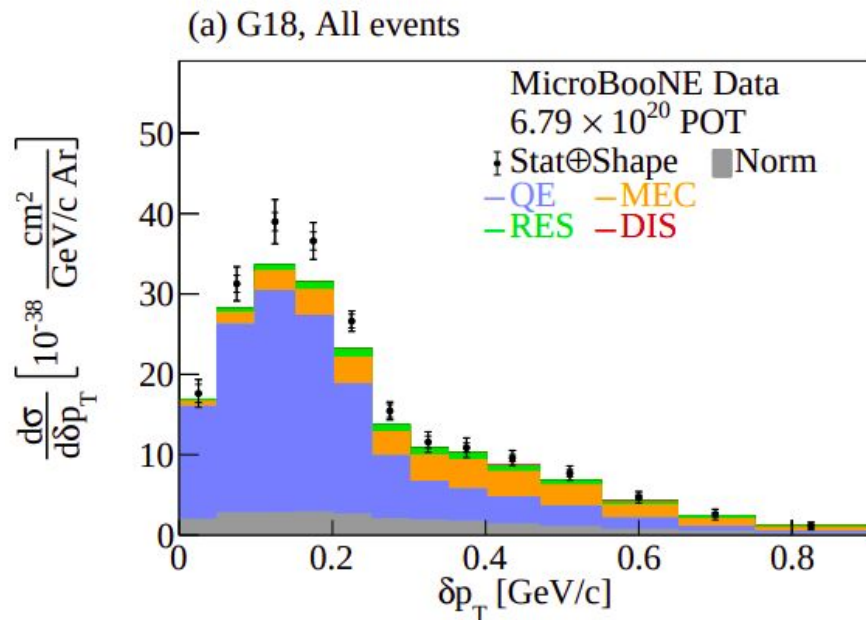 (a) G18, All events
MicroBooNE Data
6.79 × 10²⁰ POT
Stat⊕Shape Norm
QE MEC
RES DIS
dσ/dδp_T [10⁻³⁸ cm²/(GeV/c Ar)]
50
40
30
20
10
0
0 0.2 0.4 0.6 0.8
δp_T [GeV/c]